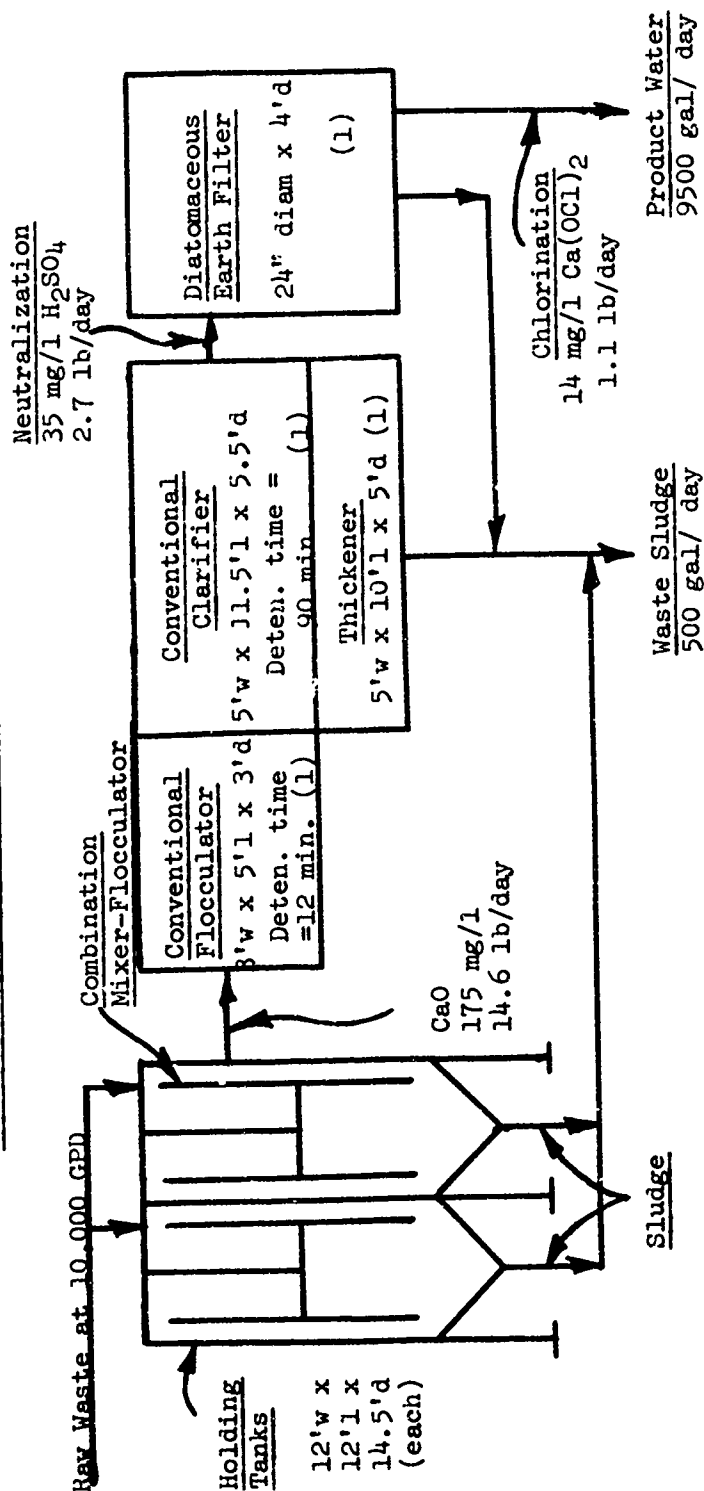 Raw Waste at 10,000 GPD
Holding
Tanks
12'w x
12'l x
14.5'd
(each)
Combination
Mixer-Flocculator
Sludge
CaO
175 mg/l
14.6 lb/day
Conventional
Flocculator
3'w x 5'l x 3'd
Deten. time
=12 min. (1)
Conventional
Clarifier
5'w x 11.5'l x 5.5'd
Deten. time =
90 min. (1)
Thickener
5'w x 10'l x 5'd (1)
Neutralization
35 mg/l H2SO4
2.7 lb/day
Diatomaceous
Earth Filter
24" diam x 4'd
(1)
Chlorination
14 mg/l Ca(OCl)2
1.1 lb/day
Waste Sludge
500 gal/ day
Product Water
9500 gal/ day